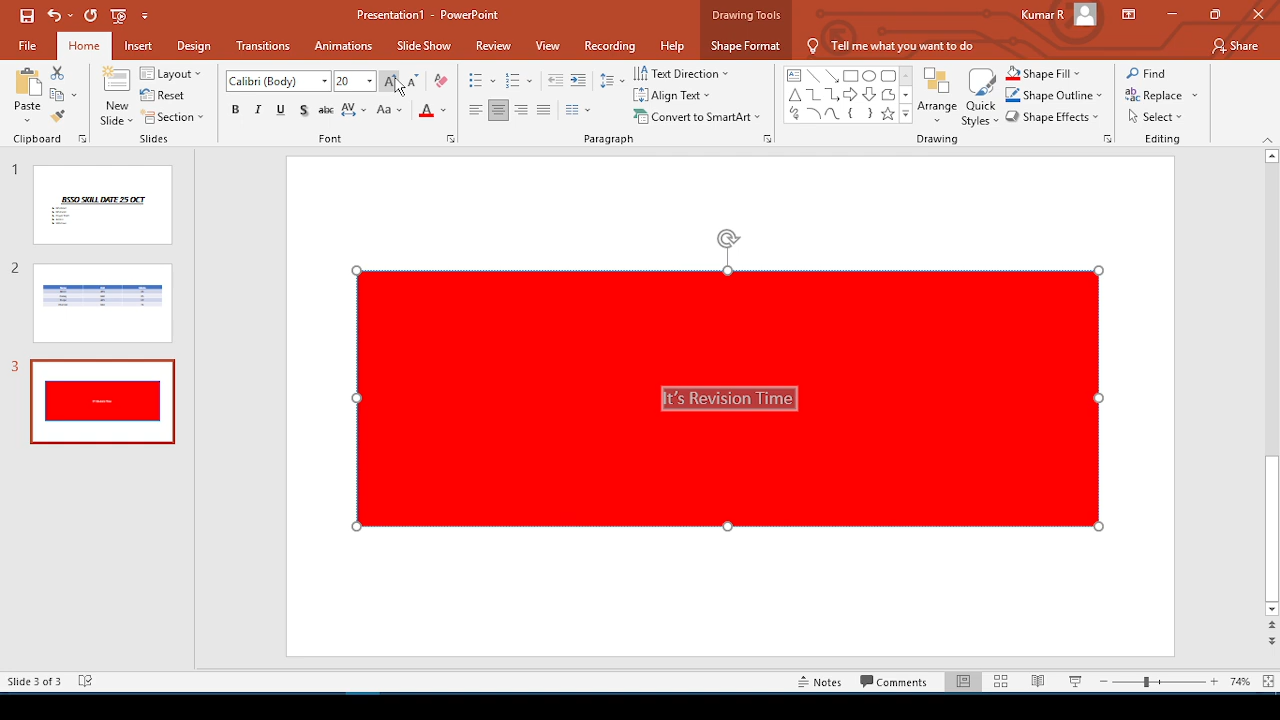 Presentation1 - PowerPoint
Drawing Tools
Kumar R
File Home Insert Design Transitions Animations Slide Show Review View Recording Help Shape Format Tell me what you want to do Share
Paste
Clipboard
New Slide
Layout
Reset
Section
Slides
Calibri (Body) 20
B I U S abc AV Aa A
Font
Text Direction
Align Text
Convert to SmartArt
Paragraph
Arrange
Quick Styles
Shape Fill
Shape Outline
Shape Effects
Drawing
Find
Replace
Select
Editing
1
BSSO SKILL DATE 25 OCT
2
3
It's Revision Time
Slide 3 of 3
Notes
Comments
74%